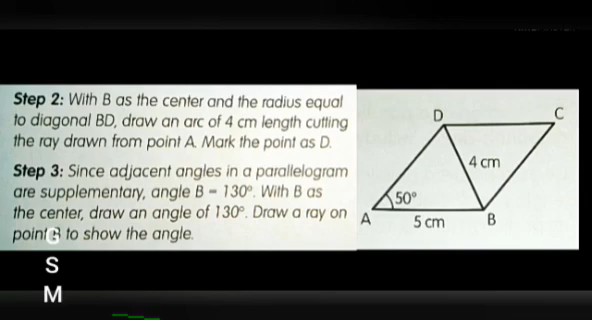 Step 2: With B as the center and the radius equal
to diagonal BD, draw an arc of 4 cm length cutting
the ray drawn from point A. Mark the point as D.
Step 3: Since adjacent angles in a parallelogram
are supplementary, angle B = 130°. With B as
the center, draw an angle of 130°. Draw a ray on
point B to show the angle.
D
C
4 cm
50°
A
5 cm
B
G
S
M